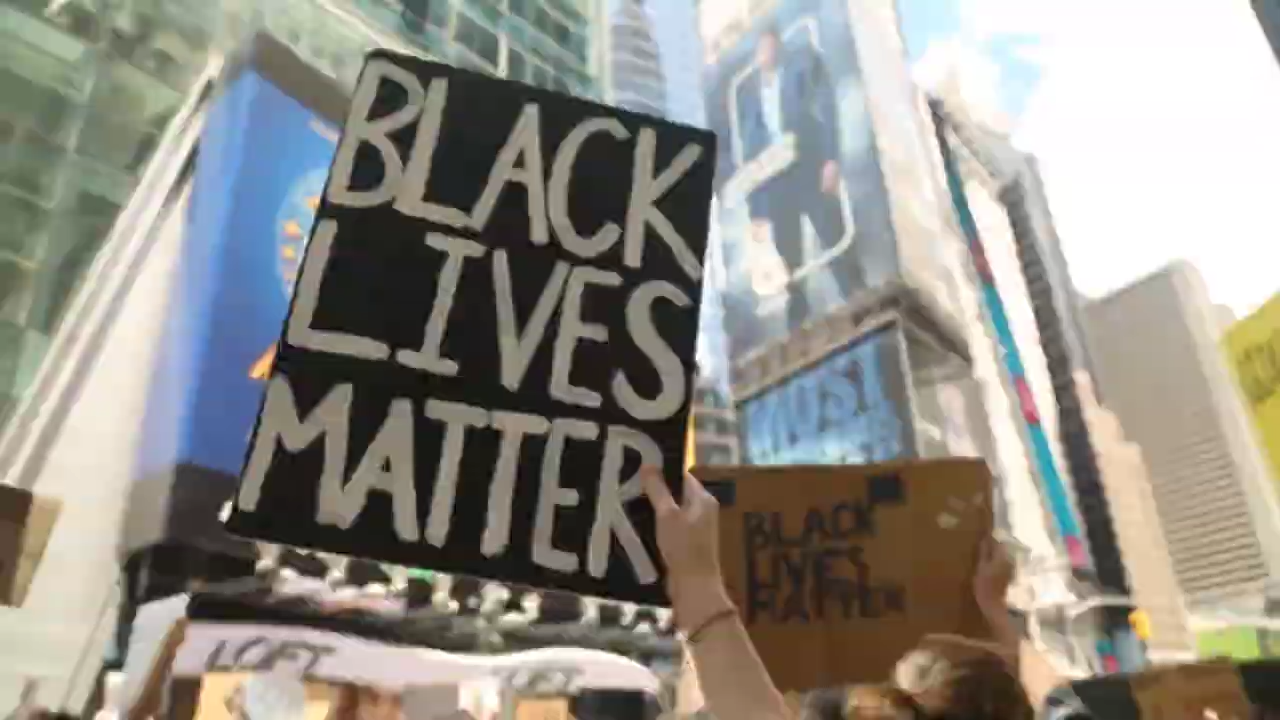 BLACK
LIVES
MATTER
BLACK
LIVES
MATTER
LOFT